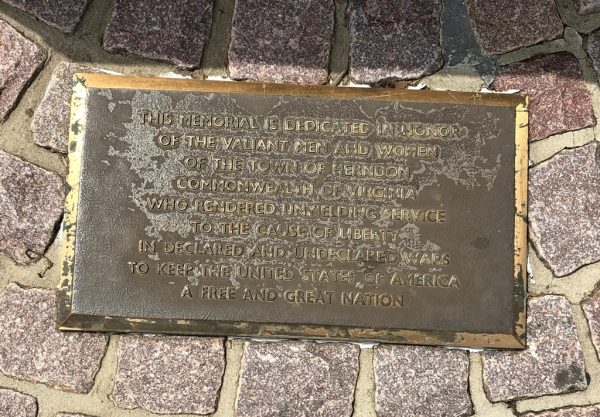 THIS MEMORIAL IS DEDICATED IN HONOR
OF THE VALIANT MEN AND WOMEN
OF THE TOWN OF HERNDON
COMMONWEALTH OF VIRGINIA
WHO RENDERED UNYIELDING SERVICE
TO THE CAUSE OF LIBERTY
IN DECLARED AND UNDECLARED WARS
TO KEEP THE UNITED STATES OF AMERICA
A FREE AND GREAT NATION